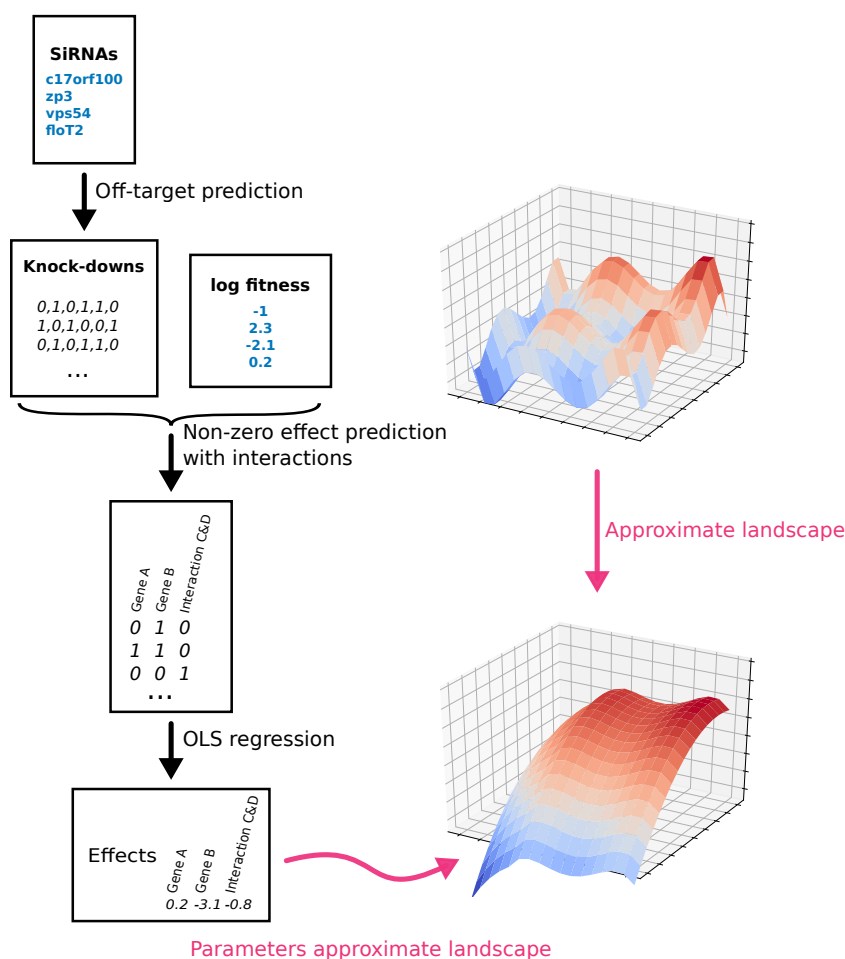 SiRNAs
c17orf100
zp3
vps54
floT2
Off-target prediction
Knock-downs
0,1,0,1,1,0
1,0,1,0,0,1
0,1,0,1,1,0
...
log fitness
-1
2.3
-2.1
0.2
Non-zero effect prediction
with interactions
Gene A
Gene B
Interaction C&D
0 1 0
1 1 0
0 0 1
...
OLS regression
Effects
Gene A
Gene B
Interaction C&D
0.2 -3.1 -0.8
Approximate landscape
Parameters approximate landscape